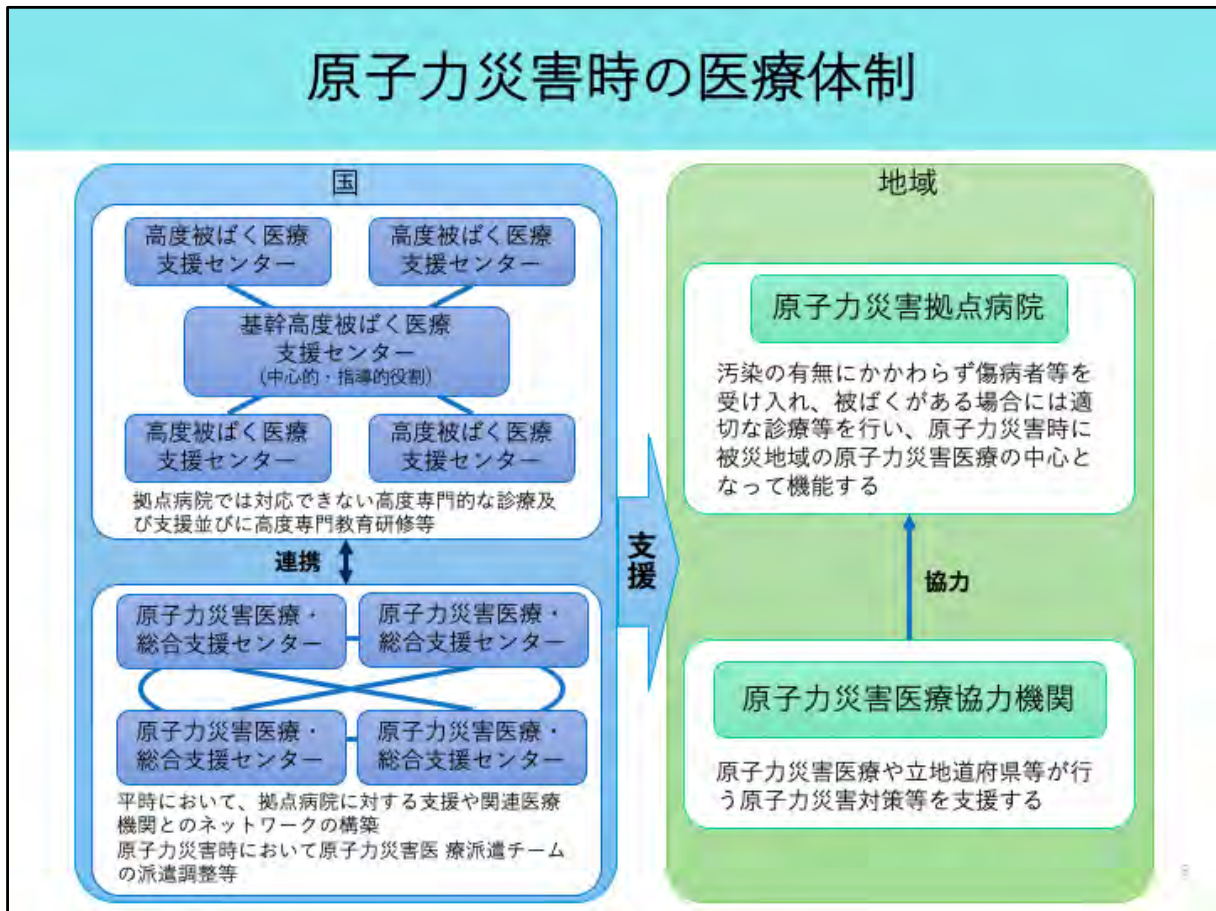 原子力災害時の医療体制
国
高度被ばく医療
支援センター
高度被ばく医療
支援センター
基幹高度被ばく医療
支援センター
(中心的・指導的役割)
高度被ばく医療
支援センター
高度被ばく医療
支援センター
拠点病院では対応できない高度専門的な診療及
び支援並びに高度専門教育研修等
連携
原子力災害医療・
総合支援センター
原子力災害医療・
総合支援センター
原子力災害医療・
総合支援センター
原子力災害医療・
総合支援センター
平時において、拠点病院に対する支援や関連医療
機関とのネットワークの構築
原子力災害時において原子力災害医 療派遣チーム
の派遣調整等
支援
地域
原子力災害拠点病院
汚染の有無にかかわらず傷病者等を
受け入れ、被ばくがある場合には適
切な診療等を行い、原子力災害時に
被災地域の原子力災害医療の中心と
なって機能する
協力
原子力災害医療協力機関
原子力災害医療や立地道府県等が行
う原子力災害対策等を支援する